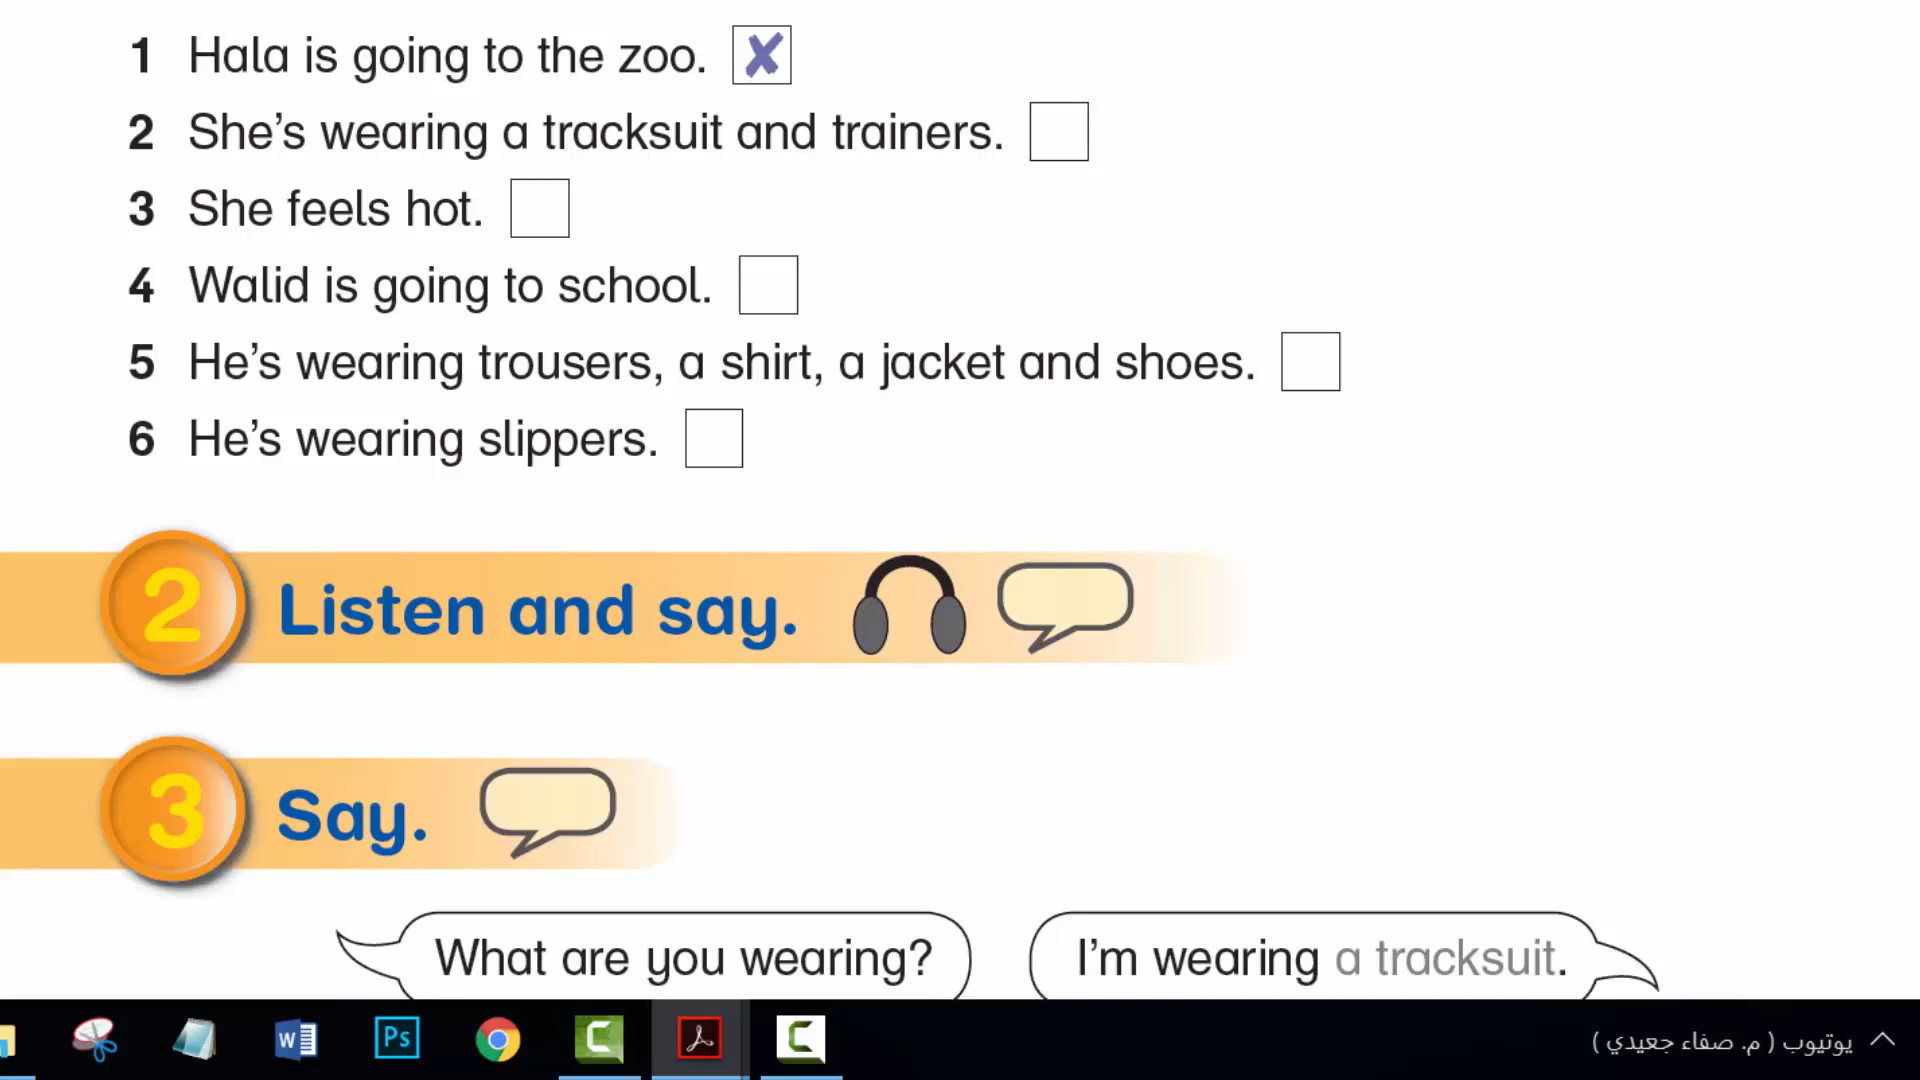 1 Hala is going to the zoo. ✗
2 She's wearing a tracksuit and trainers.
3 She feels hot.
4 Walid is going to school.
5 He's wearing trousers, a shirt, a jacket and shoes.
6 He's wearing slippers.
2 Listen and say.
3 Say.
What are you wearing? I'm wearing a tracksuit.
W Ps C C يوتيوب ( م. صفاء جعيدي )